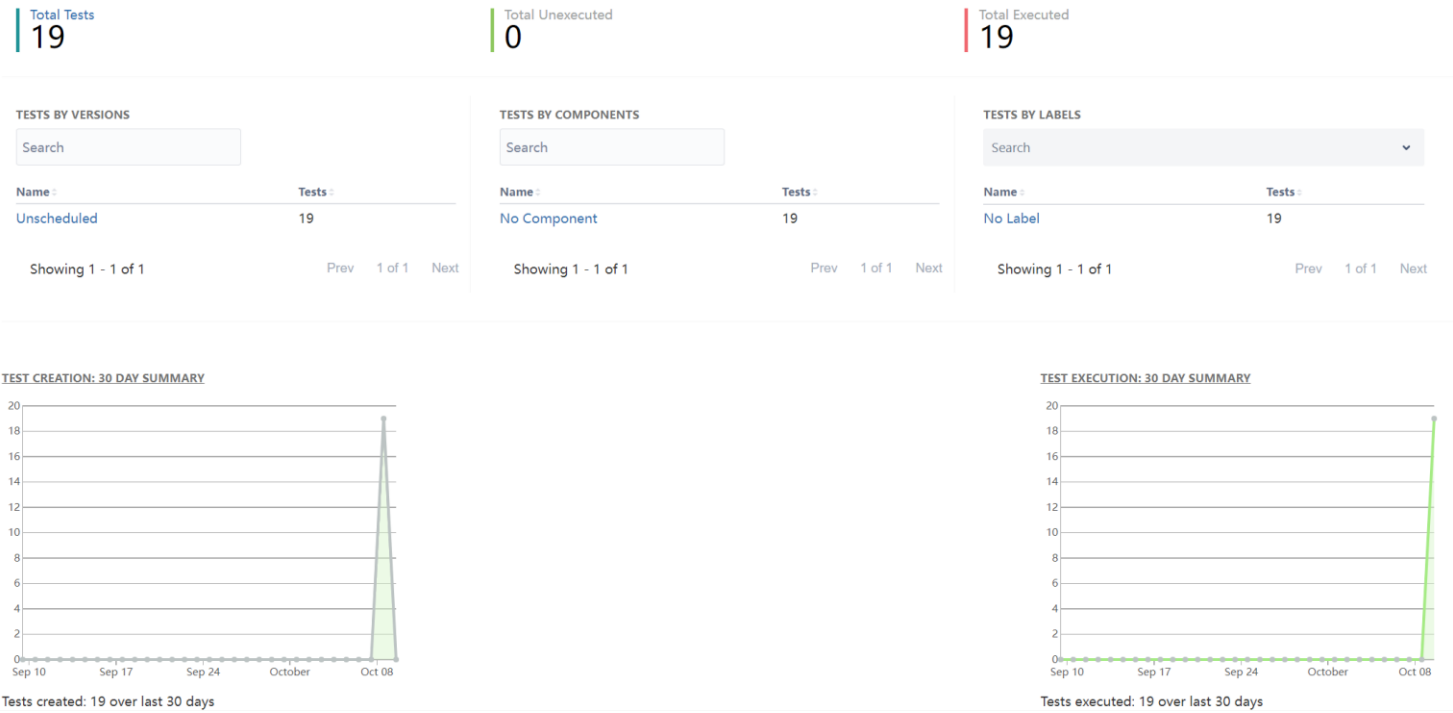 Total Tests
19
Total Unexecuted
0
Total Executed
19
TESTS BY VERSIONS
Search
Name Tests
Unscheduled 19
Showing 1 - 1 of 1 Prev 1 of 1 Next
TESTS BY COMPONENTS
Search
Name Tests
No Component 19
Showing 1 - 1 of 1 Prev 1 of 1 Next
TESTS BY LABELS
Search
Name Tests
No Label 19
Showing 1 - 1 of 1 Prev 1 of 1 Next
TEST CREATION: 30 DAY SUMMARY
20
18
16
14
12
10
8
6
4
2
0
Sep 10 Sep 17 Sep 24 October Oct 08
Tests created: 19 over last 30 days
TEST EXECUTION: 30 DAY SUMMARY
20
18
16
14
12
10
8
6
4
2
0
Sep 10 Sep 17 Sep 24 October Oct 08
Tests executed: 19 over last 30 days